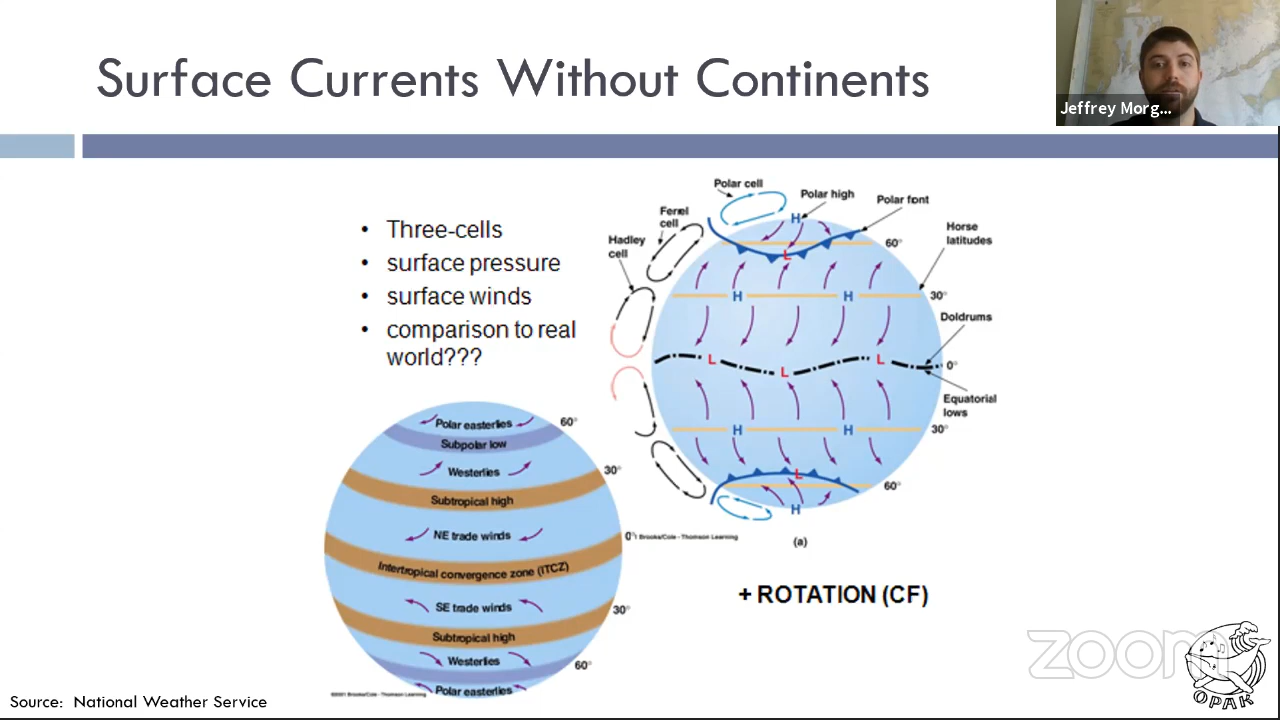 Surface Currents Without Continents
Jeffrey Morg...
• Three-cells
• surface pressure
• surface winds
• comparison to real
world???
Polar cell
Polar high
Polar font
Ferrel
cell
Hadley
cell
Horse
latitudes
H
60°
L
H
H
30°
Doldrums
L
L
L
0°
Equatorial
lows
H
H
30°
L
60°
H
(a)
Polar easterlies
60°
Subpolar low
Westerlies
30°
Subtropical high
NE trade winds
0°
Brooks/Cole - Thomson Learning
Intertropical convergence zone (ITCZ)
SE trade winds
30°
Subtropical high
Westerlies
60°
Polar easterlies
©2001 Brooks/Cole - Thomson Learning
+ ROTATION (CF)
zoom
OPAK
Source: National Weather Service